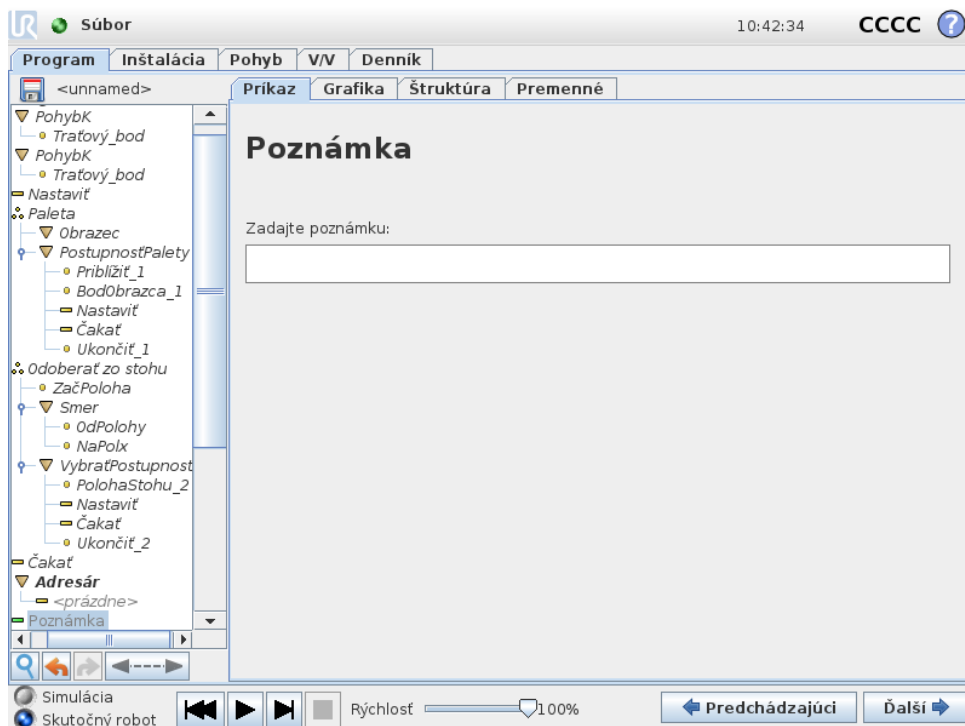 UR Súbor 10:42:34 CCCC ?
Program Inštalácia Pohyb V/V Denník
<unnamed>
Príkaz Grafika Štruktúra Premenné
PohybK
Traťový_bod
PohybK
Traťový_bod
Nastaviť
Paleta
Obrazec
PostupnosťPalety
Priblížiť_1
BodObrazca_1
Nastaviť
Čakať
Ukončiť_1
Odoberať zo stohu
ZačPoloha
Smer
OdPolohy
NaPolx
VybraťPostupnost
PolohaStohu_2
Nastaviť
Čakať
Ukončiť_2
Čakať
Adresár
<prázdne>
Poznámka
Poznámka
Zadajte poznámku:
Simulácia
Skutočný robot
Rýchlosť 100%
Predchádzajúci Ďalší